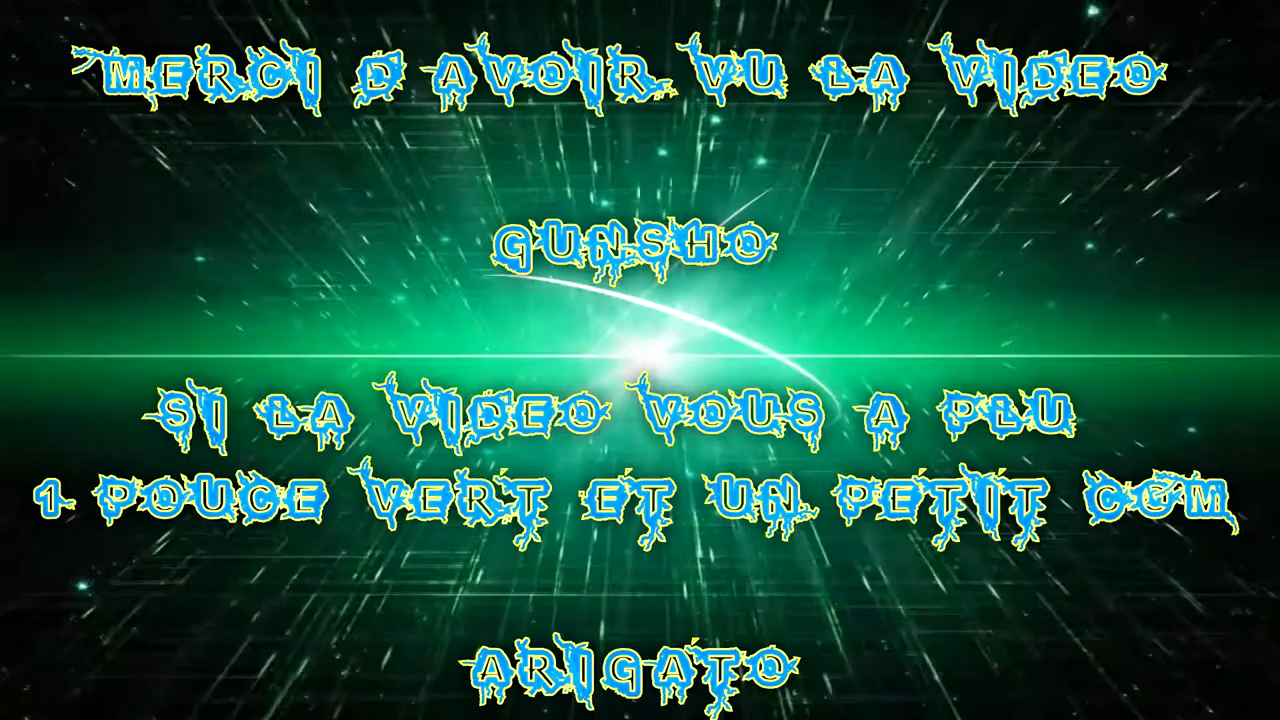 MERCI D AVOIR VU LA VIDEO
GUNSHO
SI LA VIDEO VOUS A PLU
1 POUCE VERT ET UN PETIT COM
ARIGATO